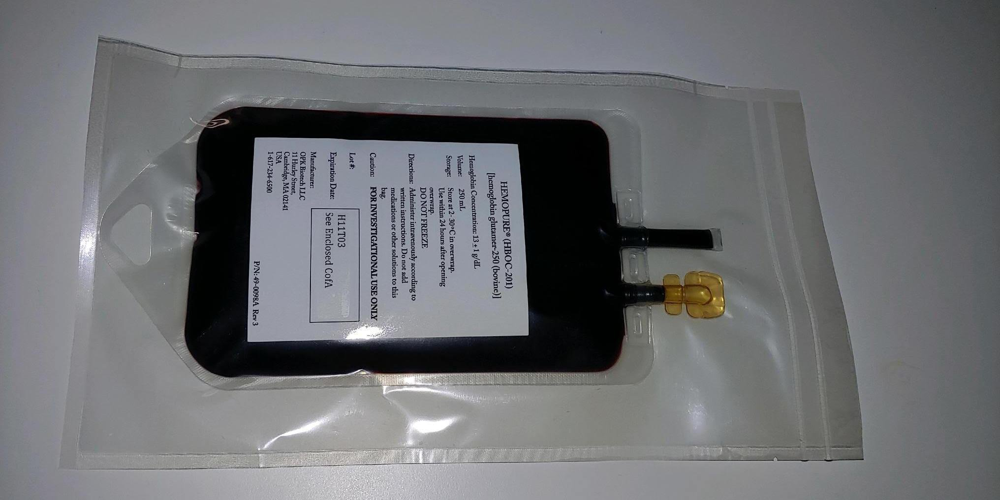 HEMOPURE® (HBOC-201)
[hemoglobin glutamer-250 (bovine)]
Hemoglobin Concentration: 13 ± 1 g/dL
Volume: 250 mL
Storage: Store at 2- 30°C in overwrap.
Use within 24 hours after opening
overwrap.
DO NOT FREEZE
Directions: Administer intravenously according to
written instructions. Do not add
medications or other solutions to this
bag.
Caution: FOR INVESTIGATIONAL USE ONLY
Lot #: H11T03
Expiration Date: See Enclosed CofA
Manufacturer:
OPK Biotech LLC
11 Hurley Street,
Cambridge, MA 02141
USA
1-617-234-6500
P/N: 49-0098A Rev 3